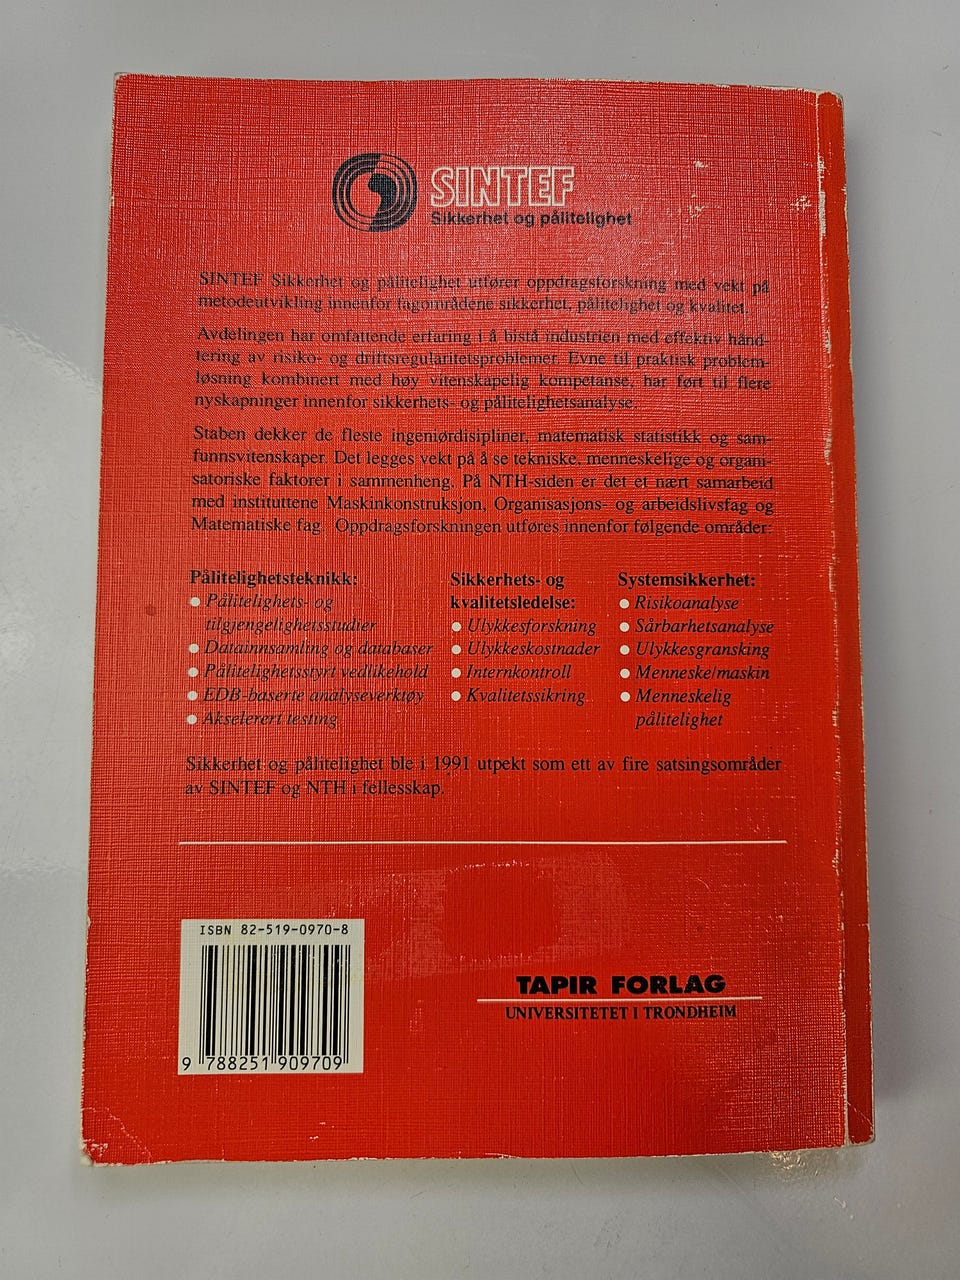 SINTEF
Sikkerhet og pålitelighet
SINTEF Sikkerhet og pålitelighet utfører oppdragsforskning med vekt på
metodeutvikling innenfor fagområdene sikkerhet, pålitelighet og kvalitet.
Avdelingen har omfattende erfaring i å bistå industrien med effektiv hånd-
tering av risiko- og driftsregularitetsproblemer. Evne til praktisk problem-
løsning kombinert med høy vitenskapelig kompetanse, har ført til flere
nyskapninger innenfor sikkerhets- og pålitelighetsanalyse.
Staben dekker de fleste ingeniørdisipliner, matematisk statistikk og sam-
funnsvitenskaper. Det legges vekt på å se tekniske, menneskelige og organi-
satoriske faktorer i sammenheng. På NTH-siden er det et nært samarbeid
med instituttene Maskinkonstruksjon, Organisasjons- og arbeidslivsfag og
Matematiske fag. Oppdragsforskningen utføres innenfor følgende områder:
Pålitelighetsteknikk:
Pålitelighets- og
tilgjengelighetsstudier
Datainnsamling og databaser
Pålitelighetsstyrt vedlikehold
EDB-baserte analyseverktøy
Akselerert testing
Sikkerhets- og
kvalitetsledelse:
Ulykkesforskning
Ulykkeskostnader
Internkontroll
Kvalitetssikring
Systemsikkerhet:
Risikoanalyse
Sårbarhetsanalyse
Ulykkesgransking
Menneske/maskin
Menneskelig
pålitelighet
Sikkerhet og pålitelighet ble i 1991 utpekt som ett av fire satsingsområder
av SINTEF og NTH i fellesskap.
ISBN 82-519-0970-8
9 788251 909709
TAPIR FORLAG
UNIVERSITETET I TRONDHEIM